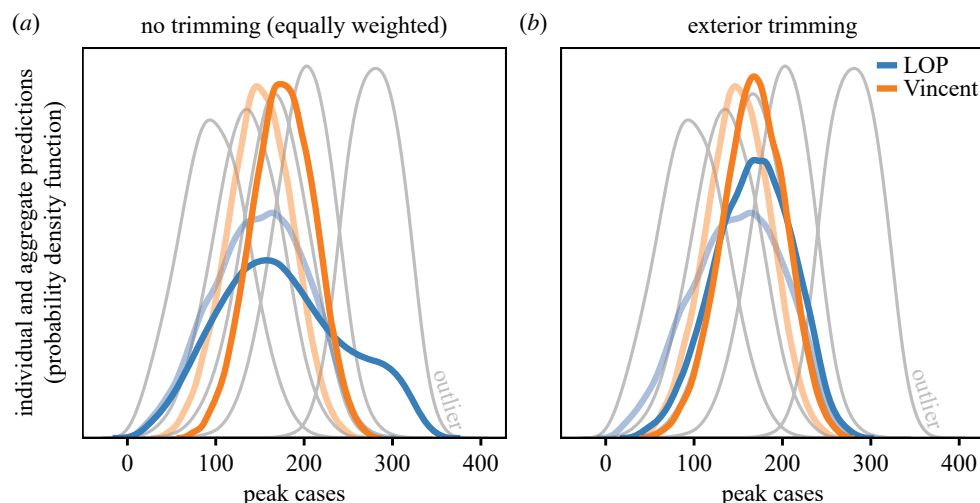 (a) no trimming (equally weighted)
(b) exterior trimming
LOP
Vincent
individual and aggregate predictions
(probability density function)
outlier
outlier
0 100 200 300 400
0 100 200 300 400
peak cases
peak cases